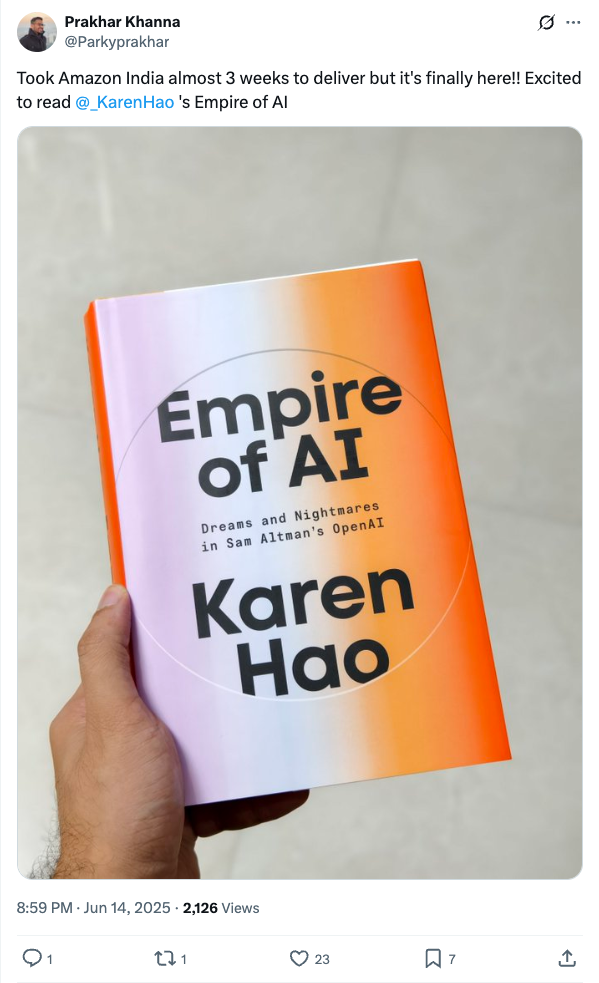 Prakhar Khanna
@Parkyprakhar
Took Amazon India almost 3 weeks to deliver but it's finally here!! Excited
to read @_KarenHao 's Empire of AI
Empire
of AI
Dreams and Nightmares
in Sam Altman's OpenAI
Karen
Hao
8:59 PM · Jun 14, 2025 · 2,126 Views
1
1
23
7